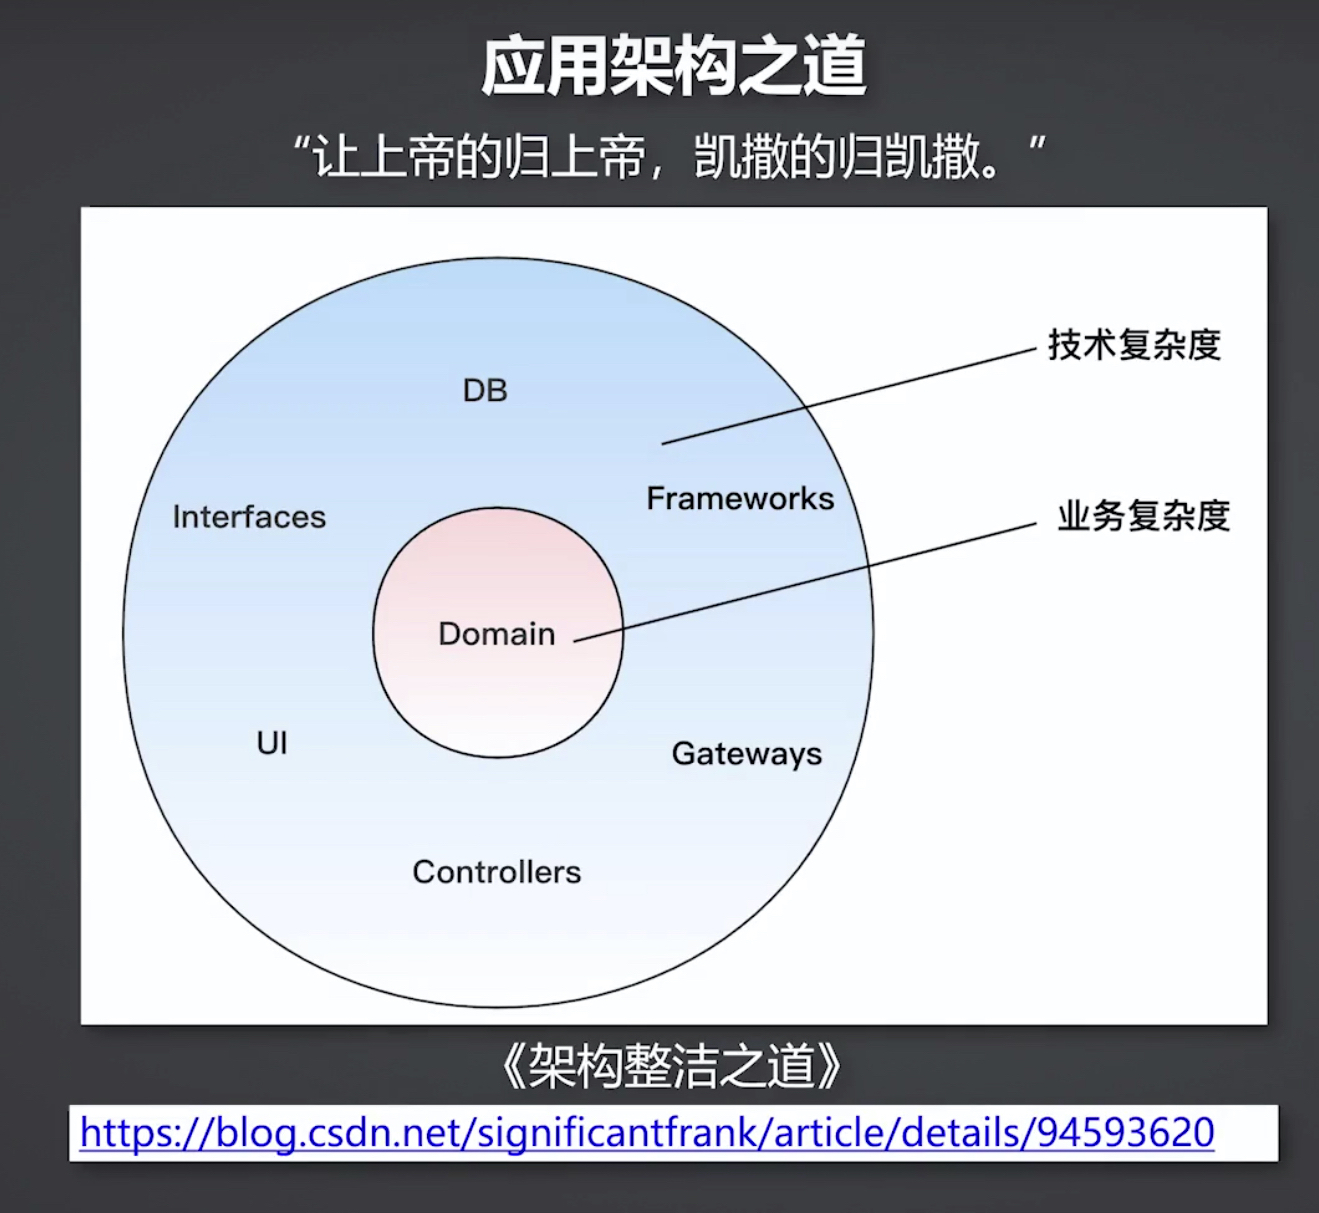 应用架构之道
“让上帝的归上帝，凯撒的归凯撒。”
技术复杂度
DB
Frameworks
Interfaces
业务复杂度
Domain
UI
Gateways
Controllers
《架构整洁之道》
https://blog.csdn.net/significantfrank/article/details/94593620